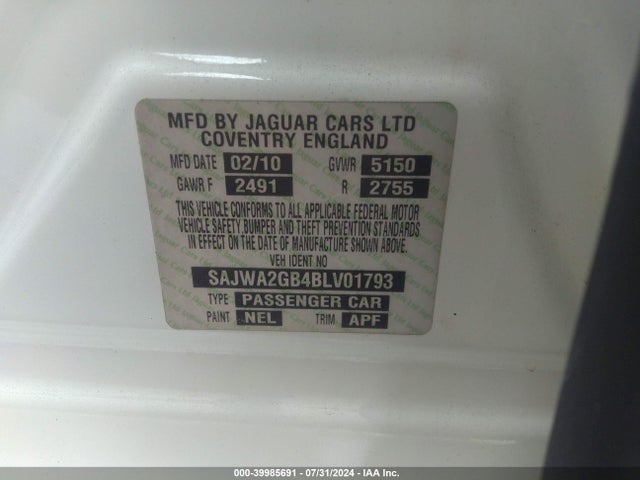 MFD BY JAGUAR CARS LTD
COVENTRY ENGLAND
MFD DATE 02/10 GVWR 5150
GAWR F 2491 R 2755
THIS VEHICLE CONFORMS TO ALL APPLICABLE FEDERAL MOTOR
VEHICLE SAFETY,BUMPER AND THEFT PREVENTION STANDARDS
IN EFFECT ON THE DATE OF MANUFACTURE SHOWN ABOVE.
VEH IDENT NO
SAJWA2GB4BLV01793
TYPE PASSENGER CAR
PAINT NEL TRIM APF
000-39985691 - 07/31/2024 - IAA Inc.